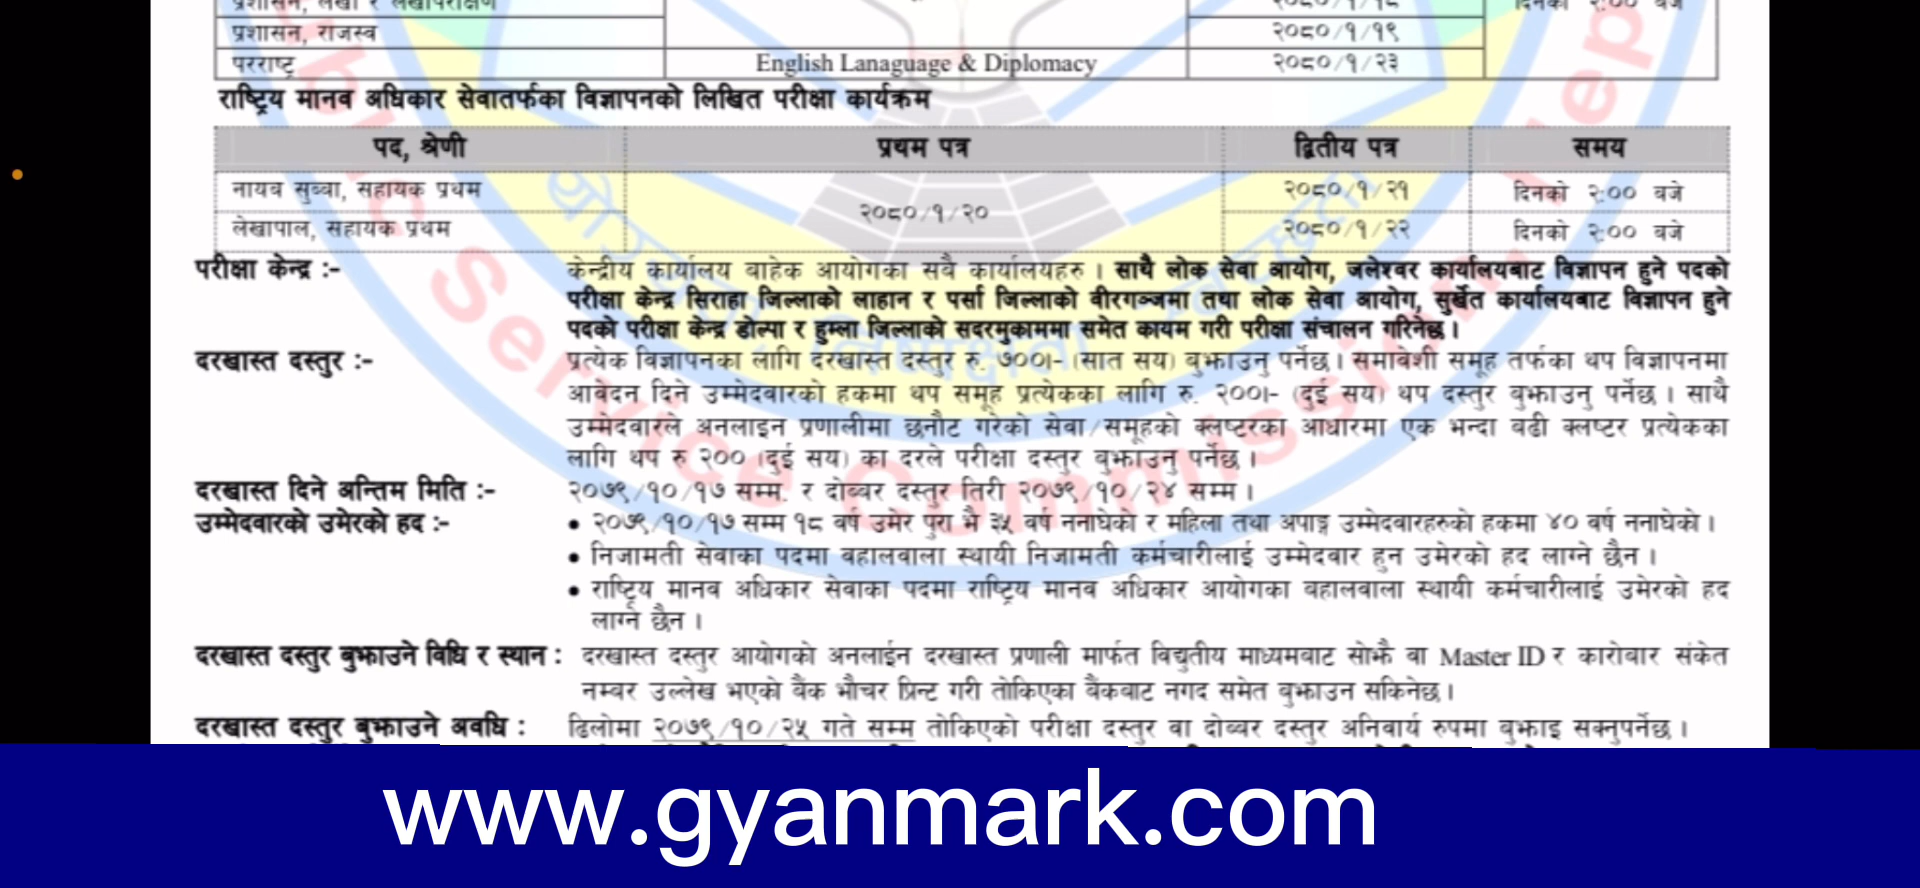 प्रशासन, लेखा र लेखापरीक्षण २०८०/१/१८ दिनको २:०० बजे
प्रशासन, राजस्व २०८०/१/१९
परराष्ट्र English Lanaguage & Diplomacy २०८०/१/२३
राष्ट्रिय मानव अधिकार सेवातर्फका विज्ञापनको लिखित परीक्षा कार्यक्रम
पद, श्रेणी प्रथम पत्र द्वितीय पत्र समय
नायव सुब्बा, सहायक प्रथम २०८०/१/२० २०८०/१/२१ दिनको २:०० बजे
लेखापाल, सहायक प्रथम २०८०/१/२२ दिनको २:०० बजे
परीक्षा केन्द्र :- केन्द्रीय कार्यालय बाहेक आयोगका सबै कार्यालयहरु । साथै लोक सेवा आयोग, जलेश्वर कार्यालयबाट विज्ञापन हुने पदको
परीक्षा केन्द्र सिराहा जिल्लाको लाहान र पर्सा जिल्लाको वीरगञ्जमा तथा लोक सेवा आयोग, सुर्खेत कार्यालयबाट विज्ञापन हुने
पदको परीक्षा केन्द्र डोल्पा र हुम्ला जिल्लाको सदरमुकाममा समेत कायम गरी परीक्षा संचालन गरिनेछ ।
दरखास्त दस्तुर :- प्रत्येक विज्ञापनका लागि दरखास्त दस्तुर रु. ७००।- (सात सय) बुझाउनु पर्नेछ । समावेशी समूह तर्फका थप विज्ञापनमा
आवेदन दिने उम्मेदवारको हकमा थप समूह प्रत्येकका लागि रु. २००।- (दुई सय) थप दस्तुर बुझाउनु पर्नेछ । साथै
उम्मेदवारले अनलाइन प्रणालीमा छनौट गरेको सेवा/समूहको क्लष्टरका आधारमा एक भन्दा बढी क्लष्टर प्रत्येकका
लागि थप रु २०० (दुई सय) का दरले परीक्षा दस्तुर बुझाउनु पर्नेछ ।
दरखास्त दिने अन्तिम मिति :- २०७९/१०/१७ सम्म. र दोब्बर दस्तुर तिरी २०७९/१०/२४ सम्म ।
उम्मेदवारको उमेरको हद :- • २०७९/१०/१७ सम्म १८ वर्ष उमेर पुरा भै ३५ वर्ष ननाघेको र महिला तथा अपाङ्ग उम्मेदवारहरुको हकमा ४० वर्ष ननाघेको ।
• निजामती सेवाका पदमा बहालवाला स्थायी निजामती कर्मचारीलाई उम्मेदवार हुन उमेरको हद लाग्ने छैन ।
• राष्ट्रिय मानव अधिकार सेवाका पदमा राष्ट्रिय मानव अधिकार आयोगका बहालवाला स्थायी कर्मचारीलाई उमेरको हद
लाग्ने छैन ।
दरखास्त दस्तुर बुझाउने विधि र स्थान : दरखास्त दस्तुर आयोगको अनलाईन दरखास्त प्रणाली मार्फत विद्युतीय माध्यमबाट सोझै वा Master ID र कारोवार संकेत
नम्बर उल्लेख भएको बैंक भौचर प्रिन्ट गरी तोकिएका बैंकबाट नगद समेत बुझाउन सकिनेछ ।
दरखास्त दस्तुर बुझाउने अवधि : ढिलोमा २०७९/१०/२५ गते सम्म तोकिएको परीक्षा दस्तुर वा दोब्बर दस्तुर अनिवार्य रुपमा बुझाइ सक्नुपर्नेछ ।
www.gyanmark.com